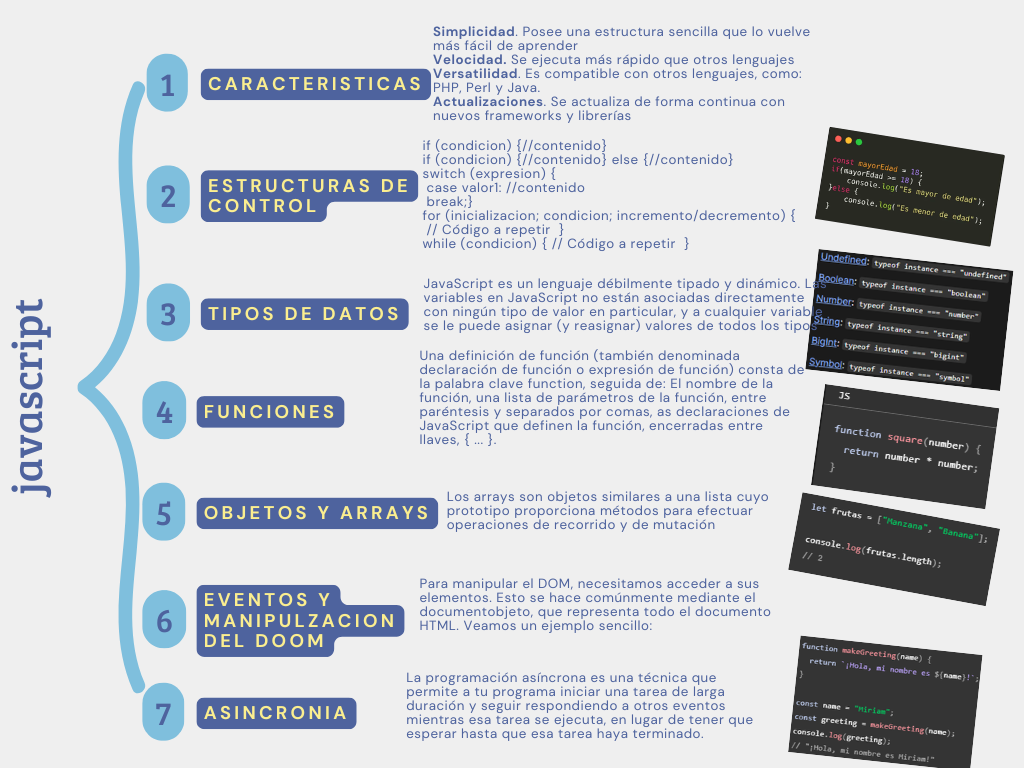 javascript
1
CARACTERISTICAS
Simplicidad. Posee una estructura sencilla que lo vuelve
más fácil de aprender
Velocidad. Se ejecuta más rápido que otros lenguajes
Versatilidad. Es compatible con otros lenguajes, como:
PHP, Perl y Java.
Actualizaciones. Se actualiza de forma continua con
nuevos frameworks y librerías
2
ESTRUCTURAS DE
CONTROL
if (condicion) {//contenido}
if (condicion) {//contenido} else {//contenido}
switch (expresion) {
case valor1: //contenido
break;}
for (inicializacion; condicion; incremento/decremento) {
// Código a repetir }
while (condicion) { // Código a repetir }
const mayorEdad = 18;
if(mayorEdad >= 18) {
console.log("Es mayor de edad");
}else {
console.log("Es menor de edad");
}
3
TIPOS DE DATOS
JavaScript es un lenguaje débilmente tipado y dinámico. Las
variables en JavaScript no están asociadas directamente
con ningún tipo de valor en particular, y a cualquier variable
se le puede asignar (y reasignar) valores de todos los tipos
Undefined: typeof instance === "undefined"
Boolean: typeof instance === "boolean"
Number: typeof instance === "number"
String: typeof instance === "string"
BigInt: typeof instance === "bigint"
Symbol: typeof instance === "symbol"
4
FUNCIONES
Una definición de función (también denominada
declaración de función o expresión de función) consta de
la palabra clave function, seguida de: El nombre de la
función, una lista de parámetros de la función, entre
paréntesis y separados por comas, as declaraciones de
JavaScript que definen la función, encerradas entre
llaves, { ... }.
JS
function square(number) {
return number * number;
}
5
OBJETOS Y ARRAYS
Los arrays son objetos similares a una lista cuyo
prototipo proporciona métodos para efectuar
operaciones de recorrido y de mutación
let frutas = ["Manzana", "Banana"];
console.log(frutas.length);
// 2
6
EVENTOS Y
MANIPULZACION
DEL DOOM
Para manipular el DOM, necesitamos acceder a sus
elementos. Esto se hace comúnmente mediante el
documentobjeto, que representa todo el documento
HTML. Veamos un ejemplo sencillo:
7
ASINCRONIA
La programación asíncrona es una técnica que
permite a tu programa iniciar una tarea de larga
duración y seguir respondiendo a otros eventos
mientras esa tarea se ejecuta, en lugar de tener que
esperar hasta que esa tarea haya terminado.
function makeGreeting(name) {
return `¡Hola, mi nombre es ${name}!`;
}
const name = "Miriam";
const greeting = makeGreeting(name);
console.log(greeting);
// "¡Hola, mi nombre es Miriam!"